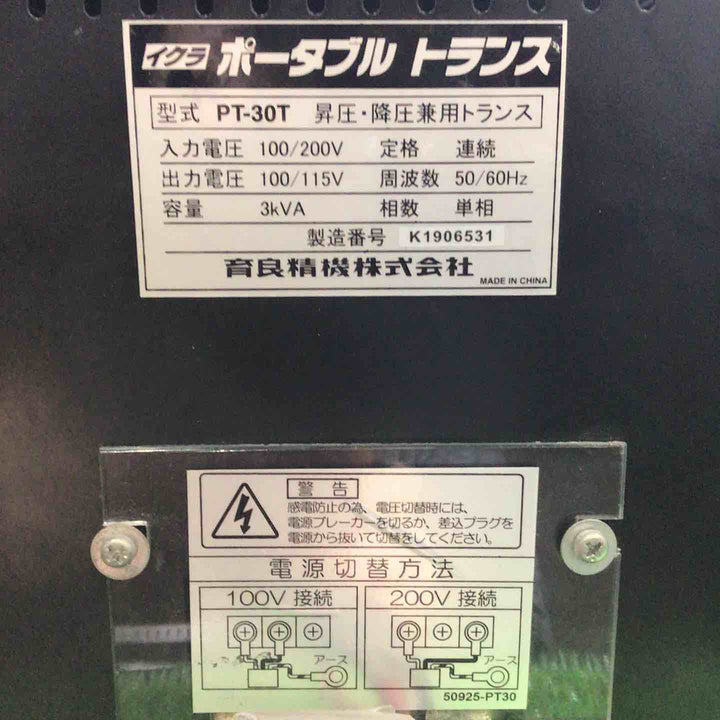 イクラ ポータブル トランス
型式 PT-30T 昇圧・降圧兼用トランス
入力電圧 100/200V 定格 連続
出力電圧 100/115V 周波数 50/60Hz
容量 3kVA 相数 単相
製造番号 K1906531
育良精機株式会社 MADE IN CHINA
警告
感電防止の為、電圧切替時には、
電源ブレーカーを切るか、差込プラグを
電源から抜いて切替をしてください。
電源切替方法
100V 接続 200V 接続
アース アース
50925-PT30